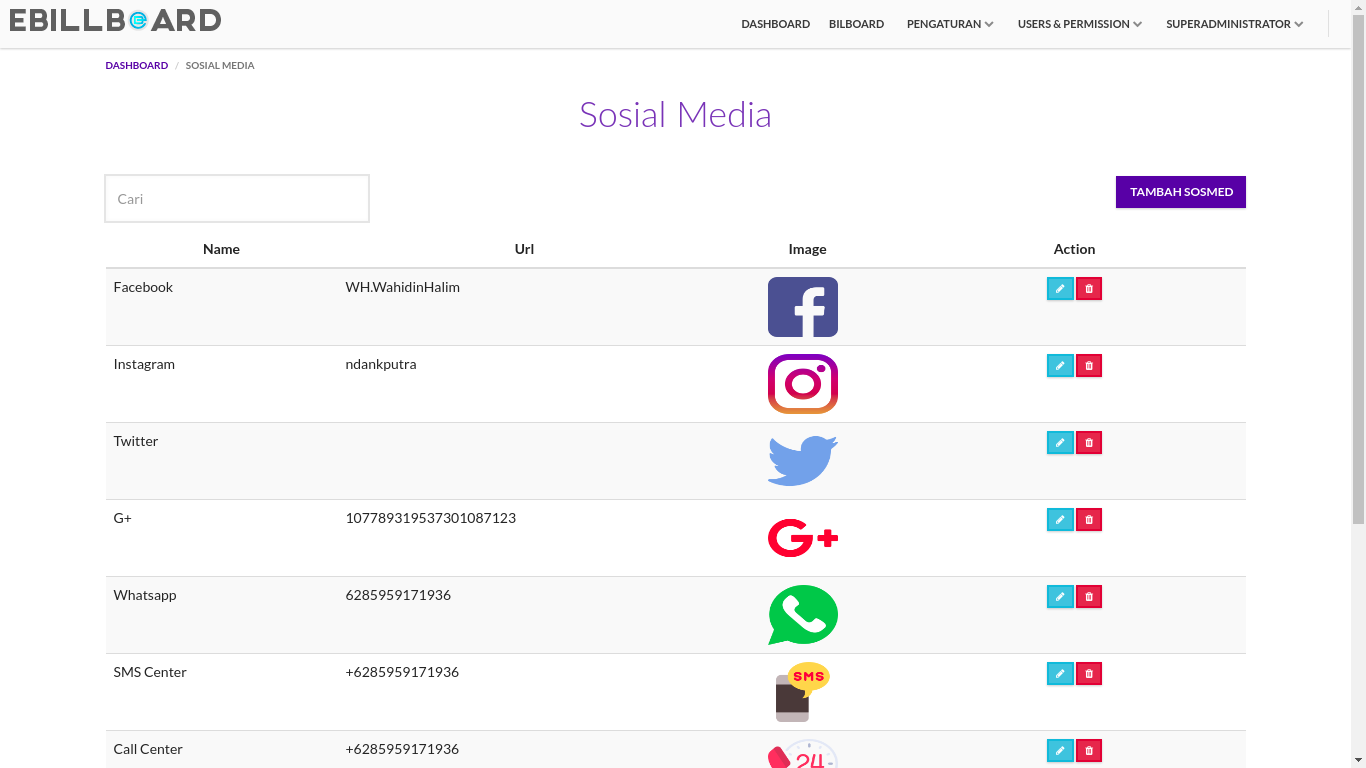 EBILLBOARD
DASHBOARD BILBOARD PENGATURAN USERS & PERMISSION SUPERADMINISTRATOR
DASHBOARD / SOSIAL MEDIA
Sosial Media
Cari
TAMBAH SOSMED
Name Url Image Action
Facebook WH.WahidinHalim
Instagram ndankputra
Twitter
G+ 107789319537301087123
Whatsapp 6285959171936
SMS Center +6285959171936
SMS
Call Center +6285959171936
24